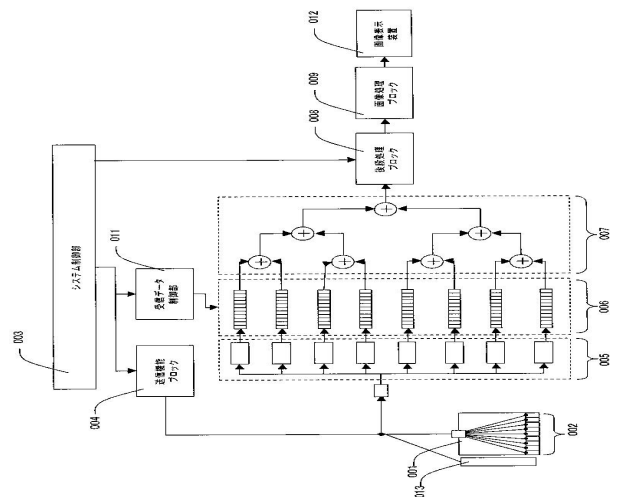 システム制御部
003
送信機能
ブロック
004
受信データ
制御部
011
後段処理
ブロック
008
画像処理
ブロック
009
画像表示
装置
012
005
006
007
001
002
013